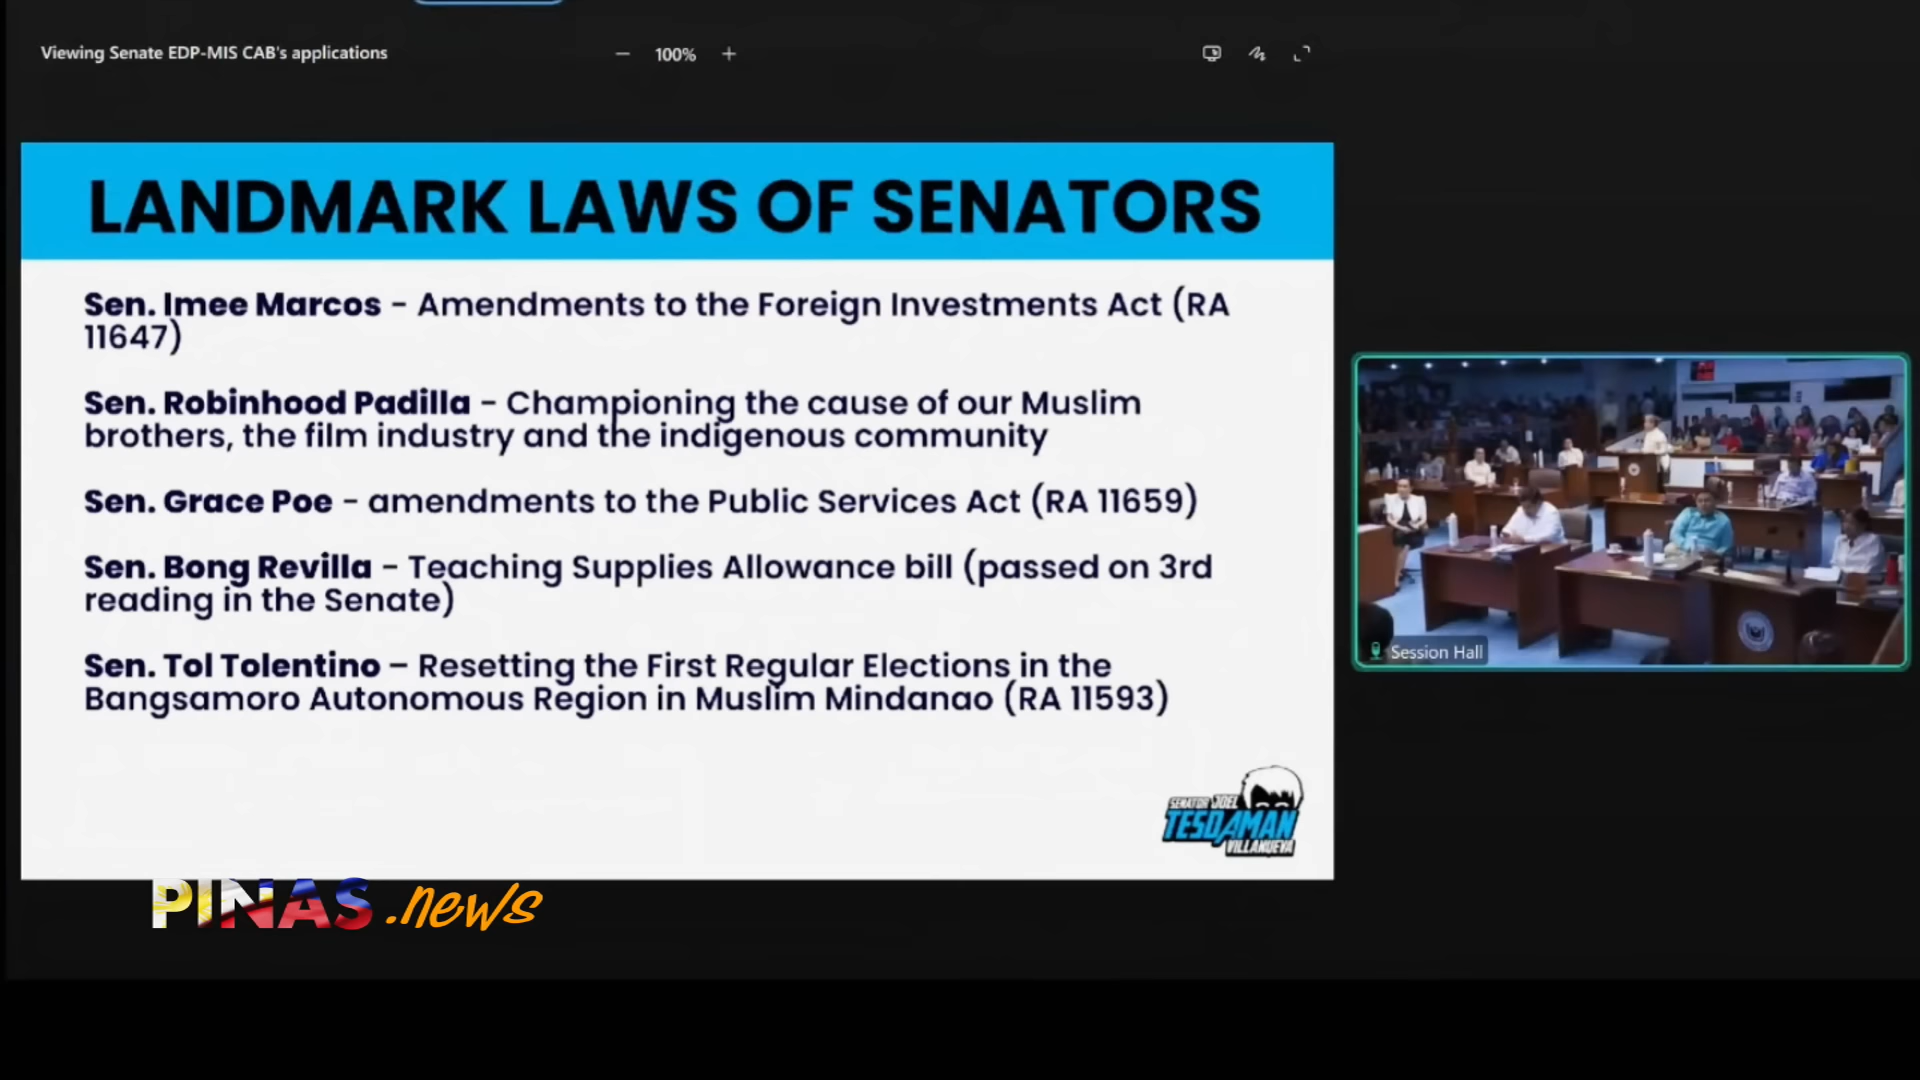 Viewing Senate EDP-MIS CAB's applications
100%
LANDMARK LAWS OF SENATORS
Sen. Imee Marcos - Amendments to the Foreign Investments Act (RA
11647)
Sen. Robinhood Padilla - Championing the cause of our Muslim
brothers, the film industry and the indigenous community
Sen. Grace Poe - amendments to the Public Services Act (RA 11659)
Sen. Bong Revilla - Teaching Supplies Allowance bill (passed on 3rd
reading in the Senate)
Sen. Tol Tolentino – Resetting the First Regular Elections in the
Bangsamoro Autonomous Region in Muslim Mindanao (RA 11593)
SENATOR JOEL
TESDAMAN
VILLANUEVA
Session Hall
PINAS.news